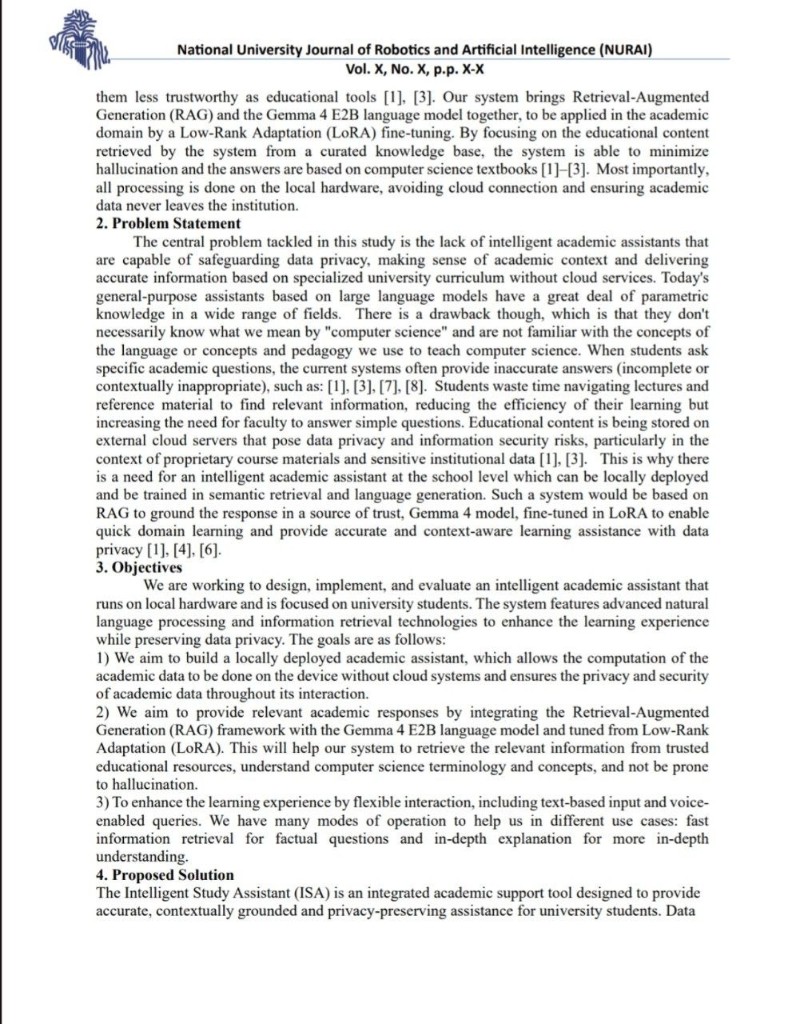 National University Journal of Robotics and Artificial Intelligence (NURAI)
Vol. X, No. X, p.p. X-X
them less trustworthy as educational tools [1], [3]. Our system brings Retrieval-Augmented
Generation (RAG) and the Gemma 4 E2B language model together, to be applied in the academic
domain by a Low-Rank Adaptation (LoRA) fine-tuning. By focusing on the educational content
retrieved by the system from a curated knowledge base, the system is able to minimize
hallucination and the answers are based on computer science textbooks [1]–[3]. Most importantly,
all processing is done on the local hardware, avoiding cloud connection and ensuring academic
data never leaves the institution.
2. Problem Statement
The central problem tackled in this study is the lack of intelligent academic assistants that
are capable of safeguarding data privacy, making sense of academic context and delivering
accurate information based on specialized university curriculum without cloud services. Today's
general-purpose assistants based on large language models have a great deal of parametric
knowledge in a wide range of fields. There is a drawback though, which is that they don't
necessarily know what we mean by "computer science" and are not familiar with the concepts of
the language or concepts and pedagogy we use to teach computer science. When students ask
specific academic questions, the current systems often provide inaccurate answers (incomplete or
contextually inappropriate), such as: [1], [3], [7], [8]. Students waste time navigating lectures and
reference material to find relevant information, reducing the efficiency of their learning but
increasing the need for faculty to answer simple questions. Educational content is being stored on
external cloud servers that pose data privacy and information security risks, particularly in the
context of proprietary course materials and sensitive institutional data [1], [3]. This is why there
is a need for an intelligent academic assistant at the school level which can be locally deployed
and be trained in semantic retrieval and language generation. Such a system would be based on
RAG to ground the response in a source of trust, Gemma 4 model, fine-tuned in LoRA to enable
quick domain learning and provide accurate and context-aware learning assistance with data
privacy [1], [4], [6].
3. Objectives
We are working to design, implement, and evaluate an intelligent academic assistant that
runs on local hardware and is focused on university students. The system features advanced natural
language processing and information retrieval technologies to enhance the learning experience
while preserving data privacy. The goals are as follows:
1) We aim to build a locally deployed academic assistant, which allows the computation of the
academic data to be done on the device without cloud systems and ensures the privacy and security
of academic data throughout its interaction.
2) We aim to provide relevant academic responses by integrating the Retrieval-Augmented
Generation (RAG) framework with the Gemma 4 E2B language model and tuned from Low-Rank
Adaptation (LoRA). This will help our system to retrieve the relevant information from trusted
educational resources, understand computer science terminology and concepts, and not be prone
to hallucination.
3) To enhance the learning experience by flexible interaction, including text-based input and voice-
enabled queries. We have many modes of operation to help us in different use cases: fast
information retrieval for factual questions and in-depth explanation for more in-depth
understanding.
4. Proposed Solution
The Intelligent Study Assistant (ISA) is an integrated academic support tool designed to provide
accurate, contextually grounded and privacy-preserving assistance for university students. Data